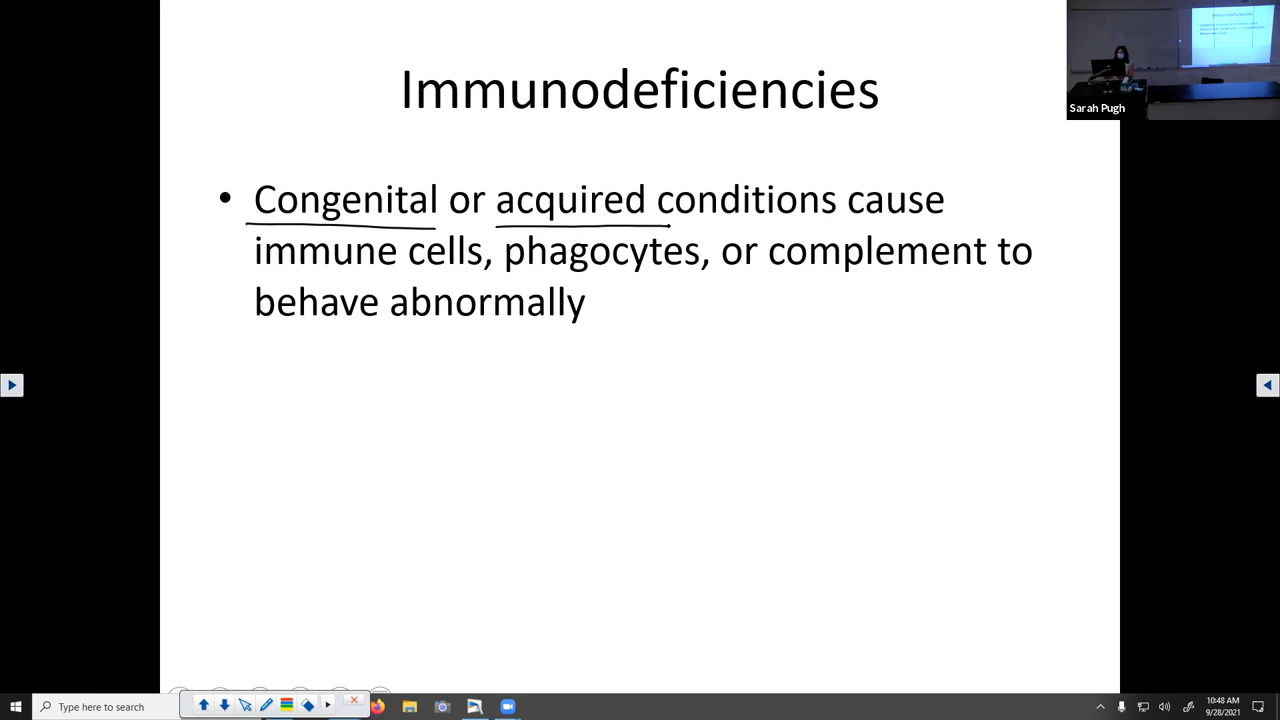 Immunodeficiencies
• Congenital or acquired conditions cause
immune cells, phagocytes, or complement to
behave abnormally
Sarah Pugh
Type here to search
10:48 AM
9/28/2021